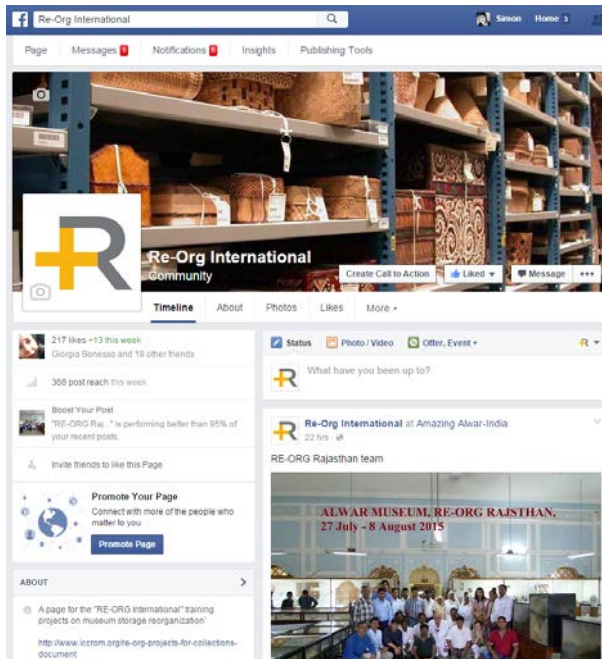 Re-Org International
Simon Home 3
Page Messages 1 Notifications 5 Insights Publishing Tools
R
Re-Org International
Community
Create Call to Action Liked Message
Timeline About Photos Likes More
217 likes +13 this week
Giorgia Bonesso and 18 other friends
368 post reach this week
Boost Your Post
"RE-ORG Raj..." is performing better than 95% of
your recent posts.
Invite friends to like this Page
Promote Your Page
Connect with more of the people who
matter to you
Promote Page
ABOUT
A page for the "RE-ORG International" training
projects on museum storage reorganization'
http://www.iccrom.org/re-org-projects-for-collections-
document
Status Photo / Video Offer, Event +
What have you been up to?
Re-Org International at Amazing Alwar-India
22 hrs
RE-ORG Rajasthan team
ALWAR MUSEUM, RE-ORG RAJSTHAN,
27 July - 8 August 2015